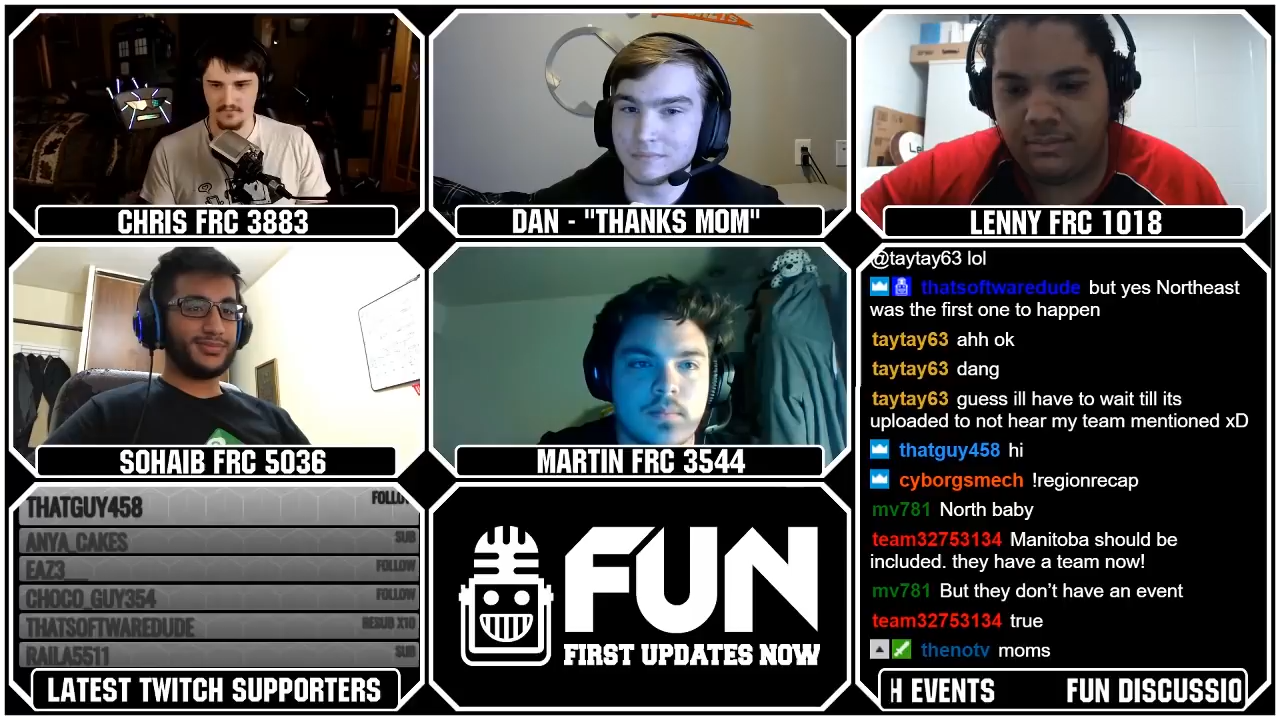 CHRIS FRC 3883
DAN - "THANKS MOM"
LENNY FRC 1018
SOHAIB FRC 5036
MARTIN FRC 3544
@taytay63 lol
thatsoftwaredude but yes Northeast
was the first one to happen
taytay63 ahh ok
taytay63 dang
taytay63 guess ill have to wait till its
uploaded to not hear my team mentioned xD
thatguy458 hi
cyborgsmech !regionrecap
mv781 North baby
team32753134 Manitoba should be
included. they have a team now!
mv781 But they don't have an event
team32753134 true
thenotv moms
H EVENTS FUN DISCUSSIO
THATGUY458 FOLLOW
ANYA_CAKES SUB
EAZ3__ FOLLOW
CHOCO_GUY354 FOLLOW
THATSOFTWAREDUDE RESUB X10
RAILA5511 SUB
LATEST TWITCH SUPPORTERS
FUN
FIRST UPDATES NOW